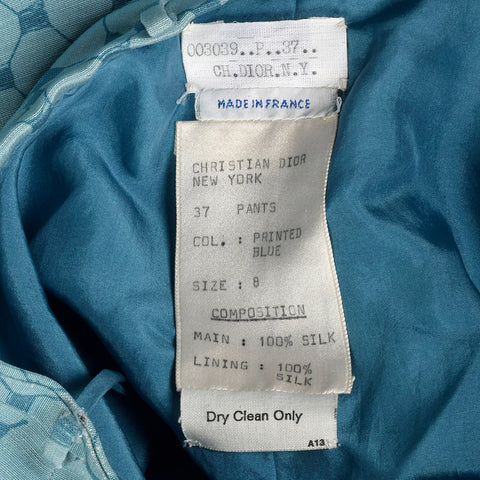 003039..P..37..
CH.DIOR.N.Y.
MADE IN FRANCE
CHRISTIAN DIOR
NEW YORK
37 PANTS
COL. : PRINTED
BLUE
SIZE : 8
COMPOSITION
MAIN : 100% SILK
LINING : 100%
SILK
Dry Clean Only
A13